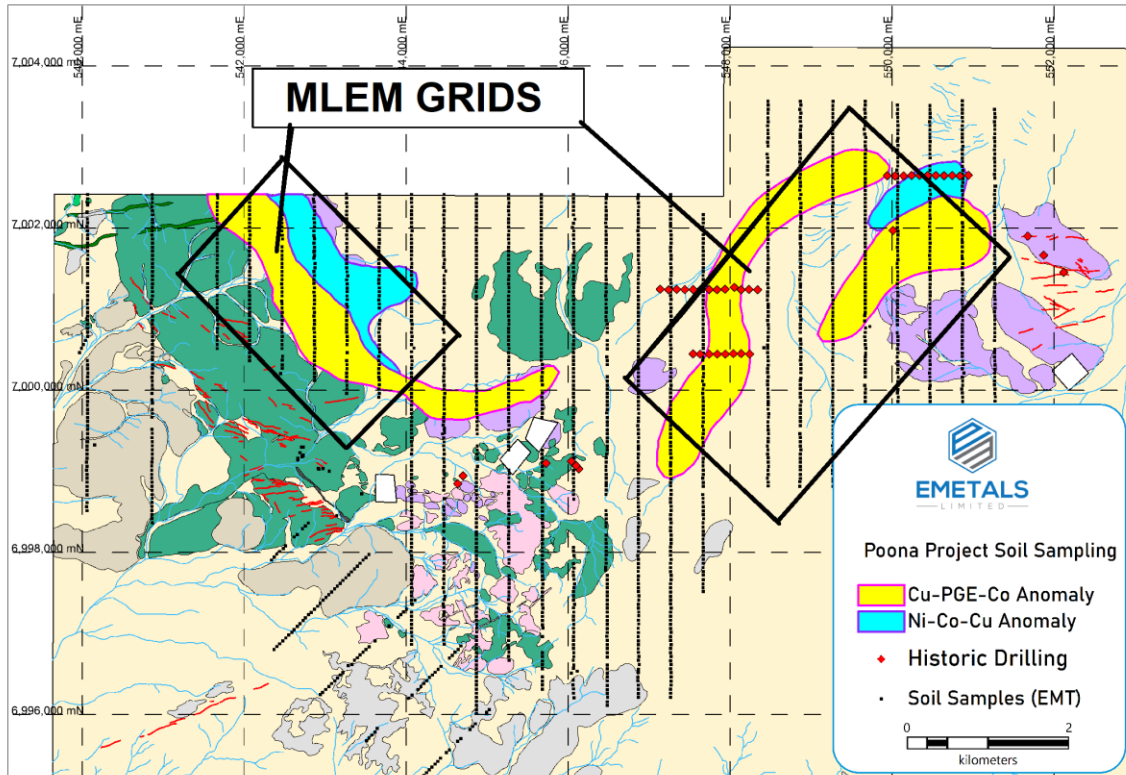 540,000 mE
542,000 mE
544,000 mE
546,000 mE
548,000 mE
550,000 mE
552,000 mE
7,004,000 mN
MLEM GRIDS
7,002,000 mN
7,000,000 mN
6,998,000 mN
6,996,000 mN
EMETALS
LIMITED
Poona Project Soil Sampling
Cu-PGE-Co Anomaly
Ni-Co-Cu Anomaly
Historic Drilling
Soil Samples (EMT)
0 2
kilometers